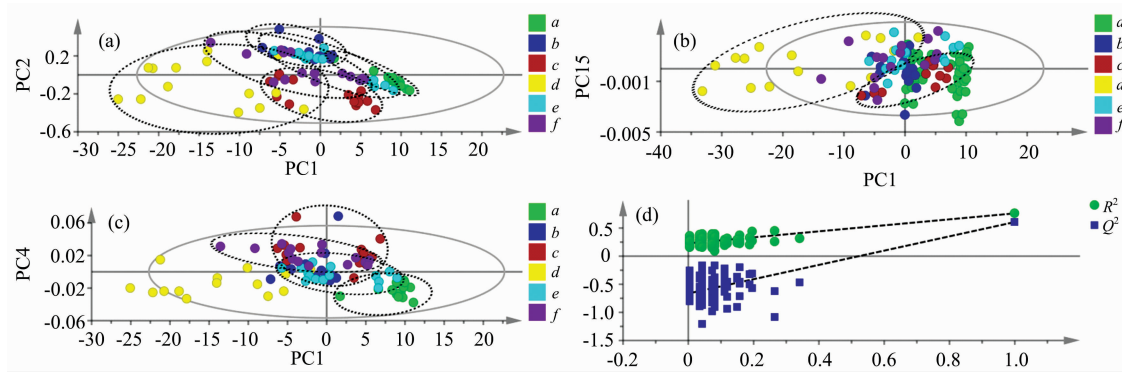 (a)
PC2
0.2
-0.2
-0.6
-30 -25 -20 -15 -10 -5 0 5 10 15 20
PC1
a
b
c
d
e
f
(b)
PC15
-0.001
-0.005
-40 -30 -20 -10 0 10 20
PC1
a
b
c
d
e
f
(c)
PC4
0.06
0.02
-0.02
-0.06
-25 -20 -15 -10 -5 0 5 10 15 20
PC1
a
b
c
d
e
f
(d)
0.5
0
-0.5
-1.0
-1.5
-0.2 0 0.2 0.4 0.6 0.8 1.0
R²
Q²